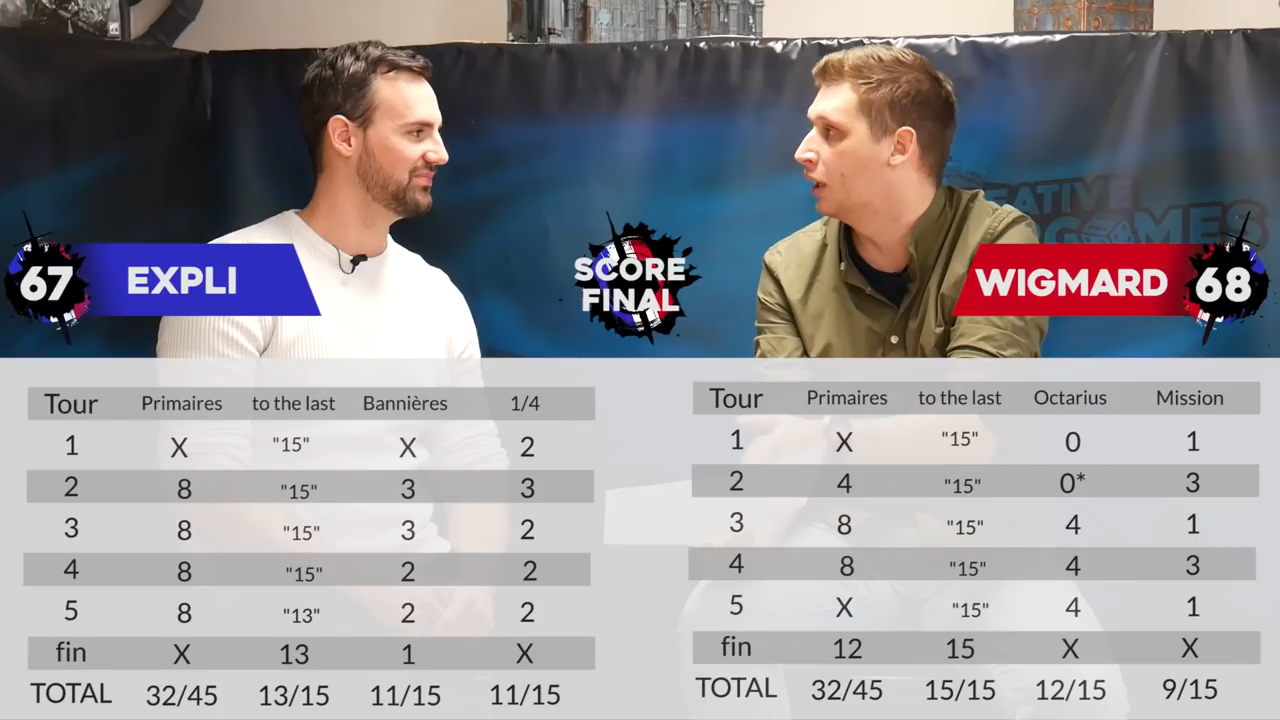 EATIVE
GAMES
67 EXPLI
SCORE
FINAL
WIGMARD 68
Tour Primaires to the last Bannières 1/4
1 X "15" X 2
2 8 "15" 3 3
3 8 "15" 3 2
4 8 "15" 2 2
5 8 "13" 2 2
fin X 13 1 X
TOTAL 32/45 13/15 11/15 11/15
Tour Primaires to the last Octarius Mission
1 X "15" 0 1
2 4 "15" 0* 3
3 8 "15" 4 1
4 8 "15" 4 3
5 X "15" 4 1
fin 12 15 X X
TOTAL 32/45 15/15 12/15 9/15